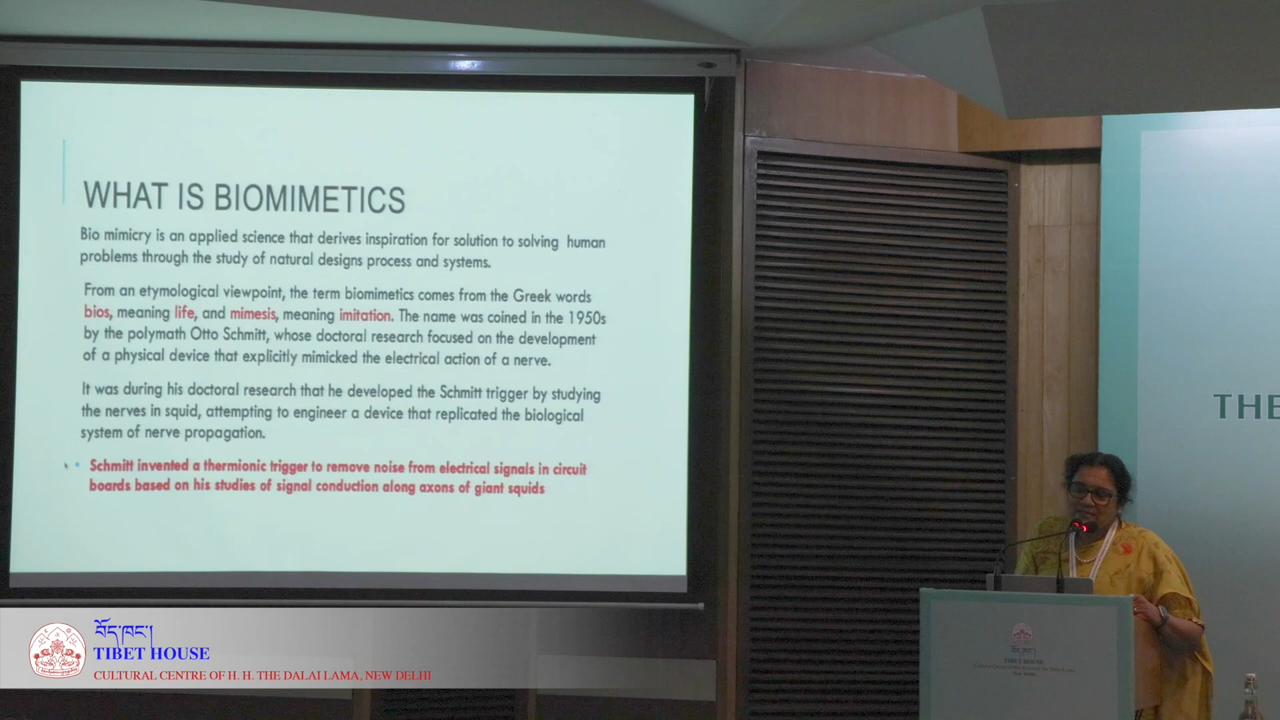 WHAT IS BIOMIMETICS
Bio mimicry is an applied science that derives inspiration for solution to solving human
problems through the study of natural designs process and systems.
From an etymological viewpoint, the term biomimetics comes from the Greek words
bios, meaning life, and mimesis, meaning imitation. The name was coined in the 1950s
by the polymath Otto Schmitt, whose doctoral research focused on the development
of a physical device that explicitly mimicked the electrical action of a nerve.
It was during his doctoral research that he developed the Schmitt trigger by studying
the nerves in squid, attempting to engineer a device that replicated the biological
system of nerve propagation.
• Schmitt invented a thermionic trigger to remove noise from electrical signals in circuit
boards based on his studies of signal conduction along axons of giant squids
THE
བོད་ཁང་།
TIBET HOUSE
CULTURAL CENTRE OF H. H. THE DALAI LAMA, NEW DELHI
TIBET HOUSE